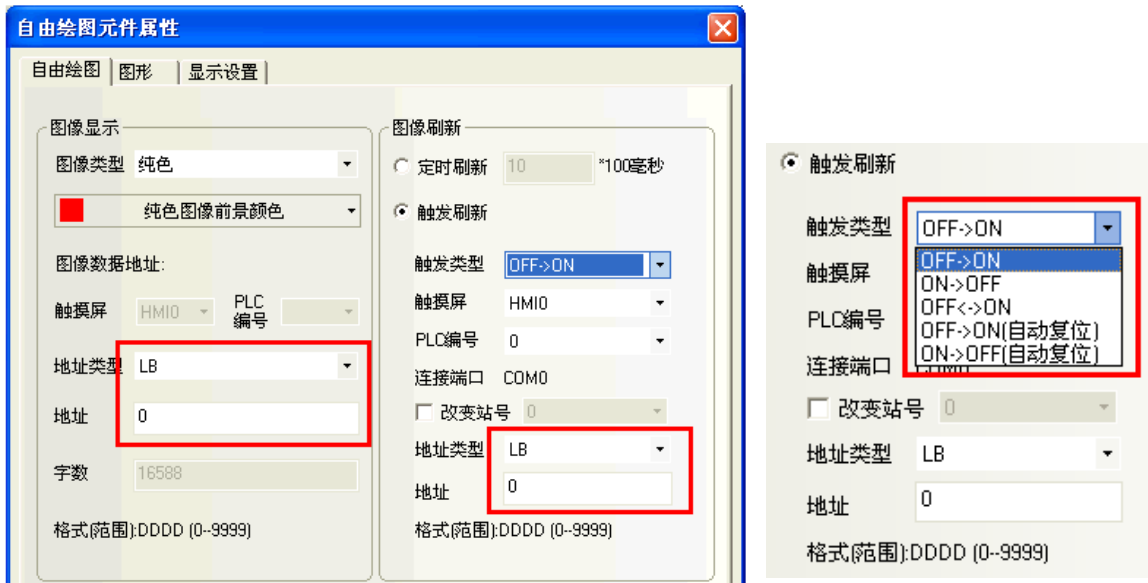 自由绘图元件属性
自由绘图 图形 显示设置
图像显示
图像类型 纯色
纯色图像前景颜色
图像数据地址:
触摸屏 HMI0 PLC编号
地址类型 LB
地址 0
字数 16588
格式(范围):DDDD (0--9999)
图像刷新
定时刷新 10 *100毫秒
触发刷新
触发类型 OFF->ON
触摸屏 HMI0
PLC编号 0
连接端口 COM0
改变站号 0
地址类型 LB
地址 0
格式(范围):DDDD (0--9999)
触发刷新
触发类型 OFF->ON
OFF->ON
触摸屏
ON->OFF
OFF<->ON
PLC编号
OFF->ON(自动复位)
ON->OFF(自动复位)
连接端口 COM0
改变站号 0
地址类型 LB
地址 0
格式(范围):DDDD (0--9999)